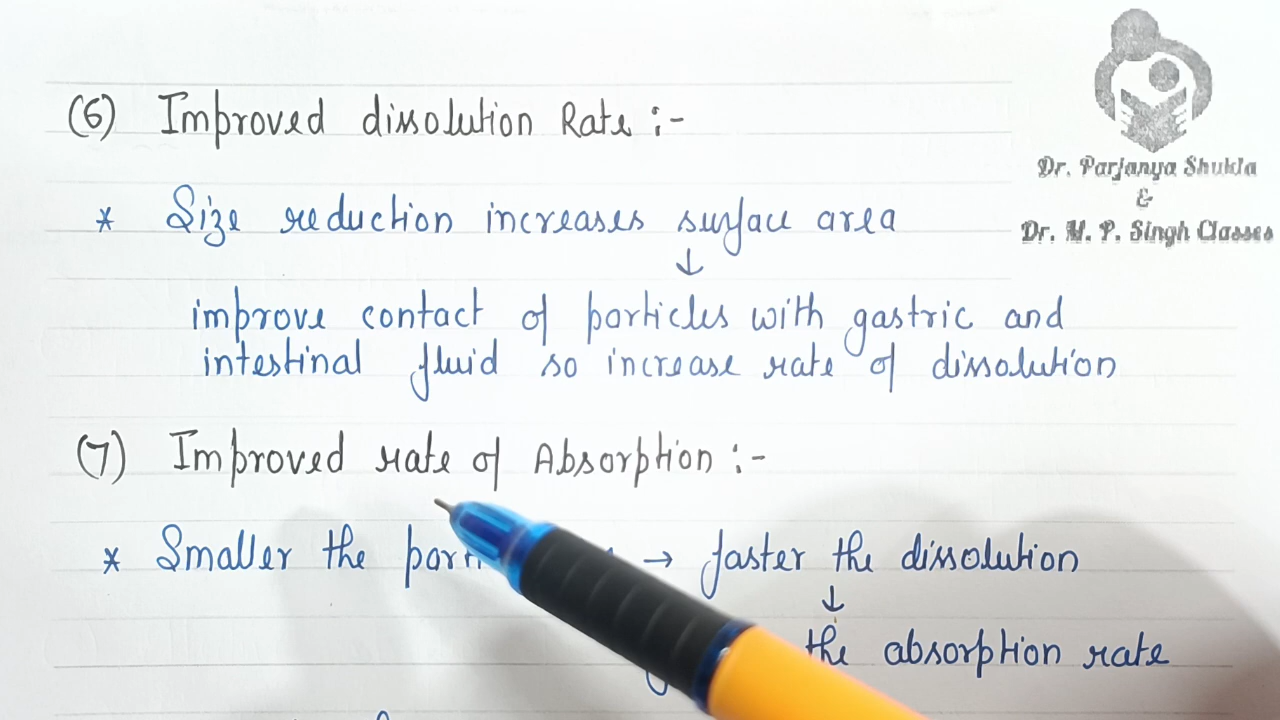 (6) Improved dissolution Rate :-
* Size reduction increases surface area
↓
improve contact of particles with gastric and
intestinal fluid so increase rate of dissolution
(7) Improved rate of Absorption :-
* Smaller the → faster the dissolution
↓
the absorption rate
Dr. Parjanya Shukla
&
Dr. M. P. Singh Classes